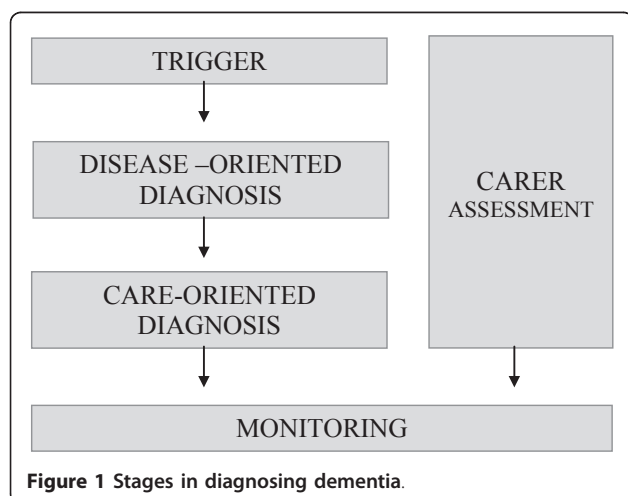 TRIGGER
DISEASE –ORIENTED
DIAGNOSIS
CARE-ORIENTED
DIAGNOSIS
CARER
ASSESSMENT
MONITORING
Figure 1 Stages in diagnosing dementia.